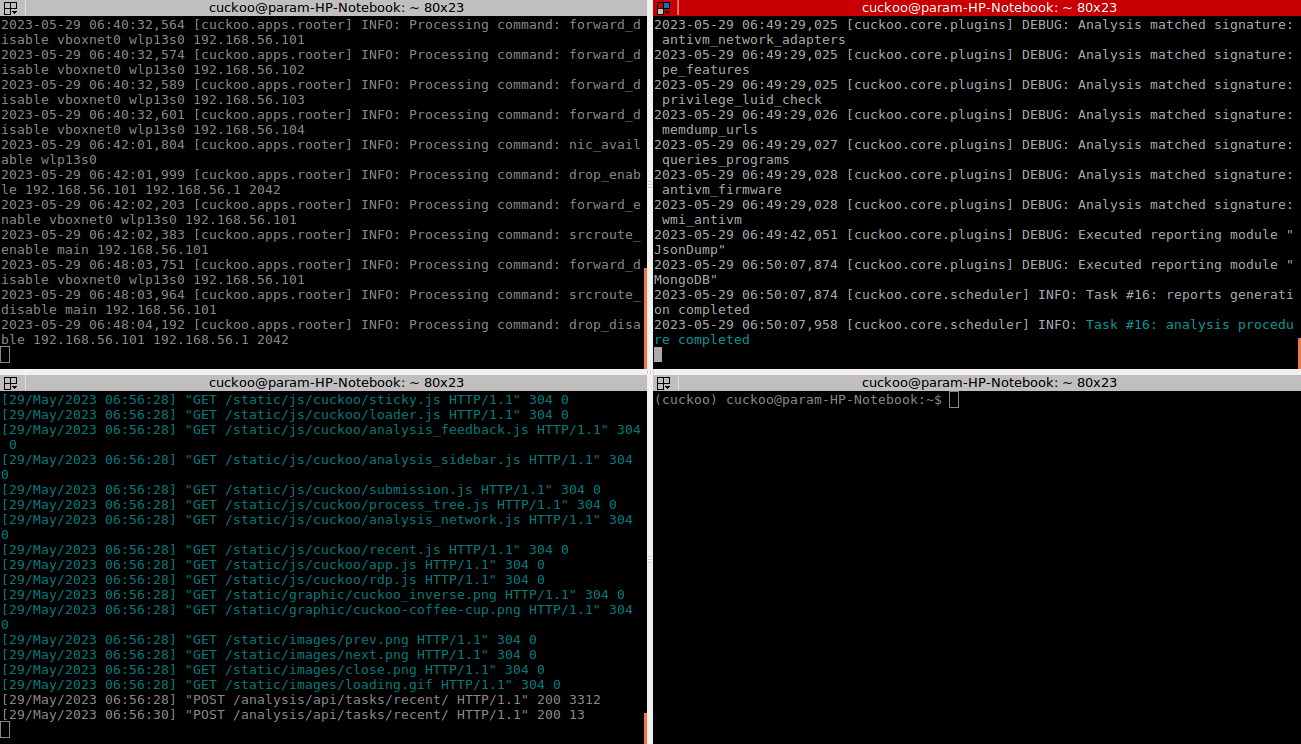 cuckoo@param-HP-Notebook: ~ 80x23
2023-05-29 06:40:32,564 [cuckoo.apps.rooter] INFO: Processing command: forward_d
isable vboxnet0 wlp13s0 192.168.56.101
2023-05-29 06:40:32,574 [cuckoo.apps.rooter] INFO: Processing command: forward_d
isable vboxnet0 wlp13s0 192.168.56.102
2023-05-29 06:40:32,589 [cuckoo.apps.rooter] INFO: Processing command: forward_d
isable vboxnet0 wlp13s0 192.168.56.103
2023-05-29 06:40:32,601 [cuckoo.apps.rooter] INFO: Processing command: forward_d
isable vboxnet0 wlp13s0 192.168.56.104
2023-05-29 06:42:01,804 [cuckoo.apps.rooter] INFO: Processing command: nic_avail
able wlp13s0
2023-05-29 06:42:01,999 [cuckoo.apps.rooter] INFO: Processing command: drop_enab
le 192.168.56.101 192.168.56.1 2042
2023-05-29 06:42:02,203 [cuckoo.apps.rooter] INFO: Processing command: forward_e
nable vboxnet0 wlp13s0 192.168.56.101
2023-05-29 06:42:02,383 [cuckoo.apps.rooter] INFO: Processing command: srcroute_
enable main 192.168.56.101
2023-05-29 06:48:03,751 [cuckoo.apps.rooter] INFO: Processing command: forward_d
isable vboxnet0 wlp13s0 192.168.56.101
2023-05-29 06:48:03,964 [cuckoo.apps.rooter] INFO: Processing command: srcroute_
disable main 192.168.56.101
2023-05-29 06:48:04,192 [cuckoo.apps.rooter] INFO: Processing command: drop_disa
ble 192.168.56.101 192.168.56.1 2042
cuckoo@param-HP-Notebook: ~ 80x23
2023-05-29 06:49:29,025 [cuckoo.core.plugins] DEBUG: Analysis matched signature:
antivm_network_adapters
2023-05-29 06:49:29,025 [cuckoo.core.plugins] DEBUG: Analysis matched signature:
pe_features
2023-05-29 06:49:29,025 [cuckoo.core.plugins] DEBUG: Analysis matched signature:
privilege_luid_check
2023-05-29 06:49:29,026 [cuckoo.core.plugins] DEBUG: Analysis matched signature:
memdump_urls
2023-05-29 06:49:29,027 [cuckoo.core.plugins] DEBUG: Analysis matched signature:
queries_programs
2023-05-29 06:49:29,028 [cuckoo.core.plugins] DEBUG: Analysis matched signature:
antivm_firmware
2023-05-29 06:49:29,028 [cuckoo.core.plugins] DEBUG: Analysis matched signature:
wmi_antivm
2023-05-29 06:49:42,051 [cuckoo.core.plugins] DEBUG: Executed reporting module "
JsonDump"
2023-05-29 06:50:07,874 [cuckoo.core.plugins] DEBUG: Executed reporting module "
MongoDB"
2023-05-29 06:50:07,874 [cuckoo.core.scheduler] INFO: Task #16: reports generati
on completed
2023-05-29 06:50:07,958 [cuckoo.core.scheduler] INFO: Task #16: analysis procedu
re completed
cuckoo@param-HP-Notebook: ~ 80x23
[29/May/2023 06:56:28] "GET /static/js/cuckoo/sticky.js HTTP/1.1" 304 0
[29/May/2023 06:56:28] "GET /static/js/cuckoo/loader.js HTTP/1.1" 304 0
[29/May/2023 06:56:28] "GET /static/js/cuckoo/analysis_feedback.js HTTP/1.1" 304
0
[29/May/2023 06:56:28] "GET /static/js/cuckoo/analysis_sidebar.js HTTP/1.1" 304
0
[29/May/2023 06:56:28] "GET /static/js/cuckoo/submission.js HTTP/1.1" 304 0
[29/May/2023 06:56:28] "GET /static/js/cuckoo/process_tree.js HTTP/1.1" 304 0
[29/May/2023 06:56:28] "GET /static/js/cuckoo/analysis_network.js HTTP/1.1" 304
0
[29/May/2023 06:56:28] "GET /static/js/cuckoo/recent.js HTTP/1.1" 304 0
[29/May/2023 06:56:28] "GET /static/js/cuckoo/app.js HTTP/1.1" 304 0
[29/May/2023 06:56:28] "GET /static/js/cuckoo/rdp.js HTTP/1.1" 304 0
[29/May/2023 06:56:28] "GET /static/graphic/cuckoo_inverse.png HTTP/1.1" 304 0
[29/May/2023 06:56:28] "GET /static/graphic/cuckoo-coffee-cup.png HTTP/1.1" 304
0
[29/May/2023 06:56:28] "GET /static/images/prev.png HTTP/1.1" 304 0
[29/May/2023 06:56:28] "GET /static/images/next.png HTTP/1.1" 304 0
[29/May/2023 06:56:28] "GET /static/images/close.png HTTP/1.1" 304 0
[29/May/2023 06:56:28] "GET /static/images/loading.gif HTTP/1.1" 304 0
[29/May/2023 06:56:28] "POST /analysis/api/tasks/recent/ HTTP/1.1" 200 3312
[29/May/2023 06:56:30] "POST /analysis/api/tasks/recent/ HTTP/1.1" 200 13
cuckoo@param-HP-Notebook: ~ 80x23
(cuckoo) cuckoo@param-HP-Notebook:~$